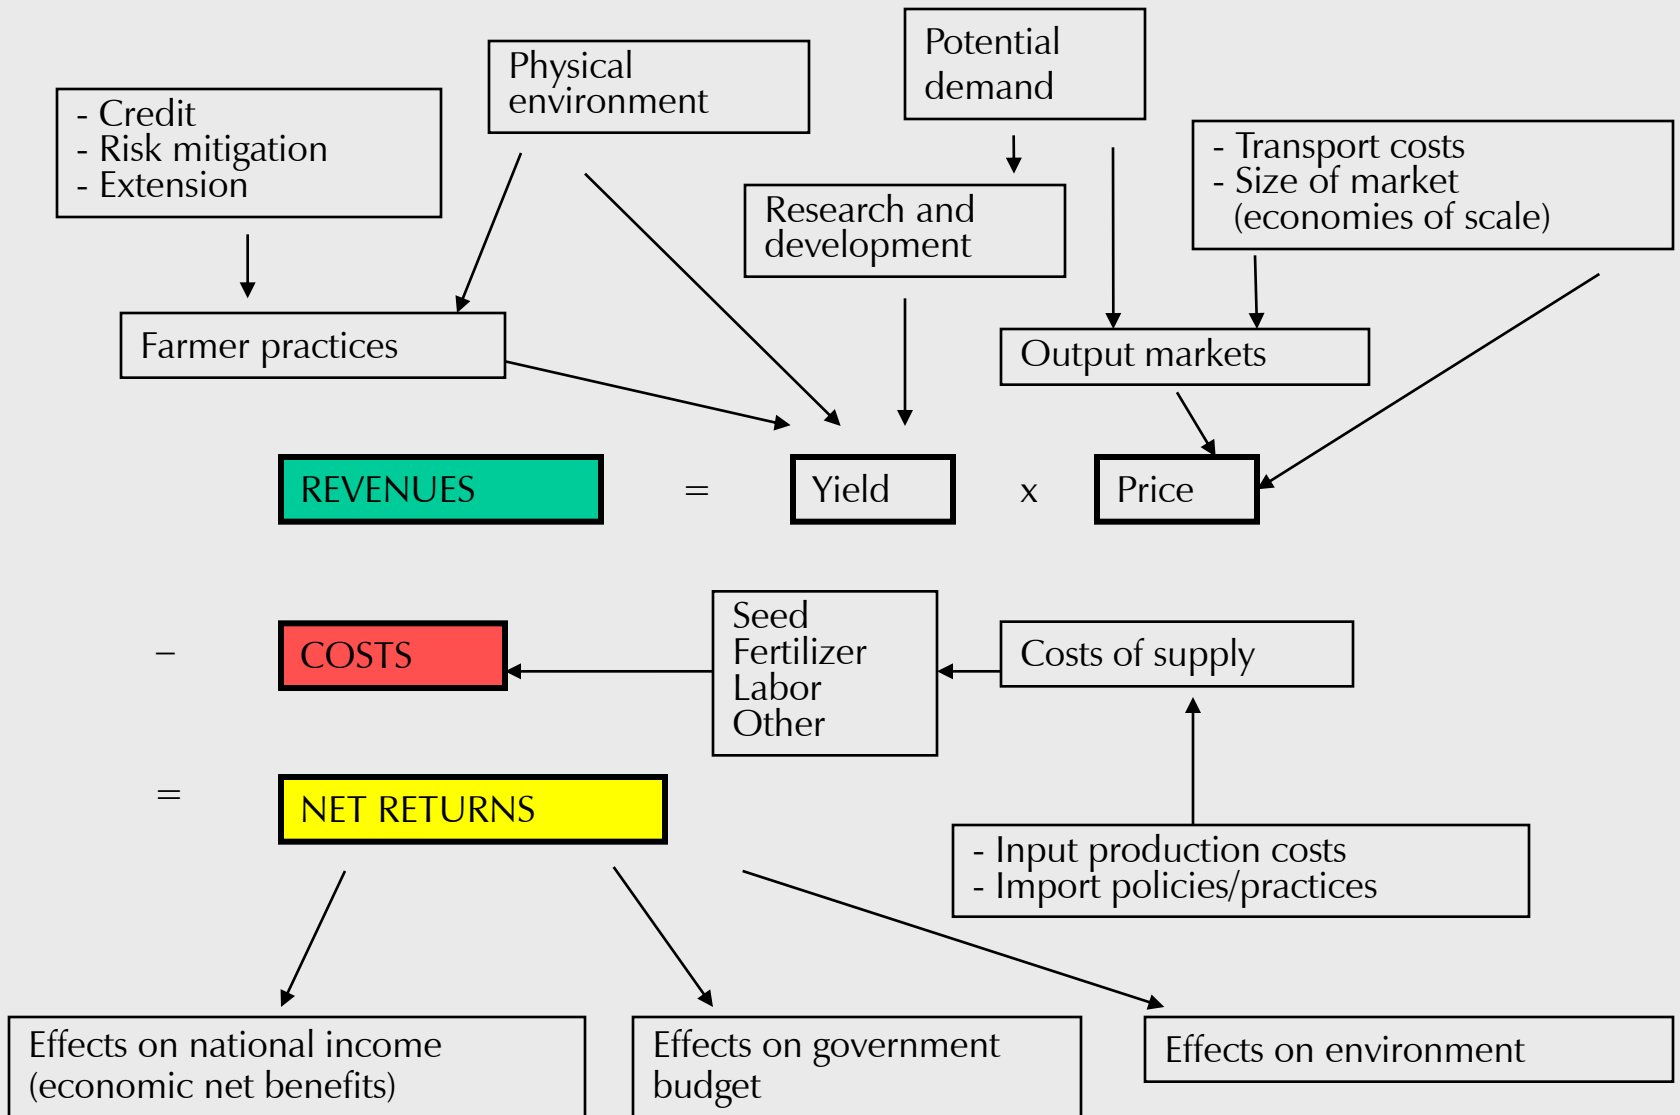 Potential
demand
Physical
environment
- Credit
- Risk mitigation
- Extension
- Transport costs
- Size of market
(economies of scale)
Research and
development
Farmer practices
Output markets
REVENUES
=
Yield
x
Price
Seed
Fertilizer
Labor
Other
–
COSTS
Costs of supply
=
NET RETURNS
- Input production costs
- Import policies/practices
Effects on national income
(economic net benefits)
Effects on government
budget
Effects on environment